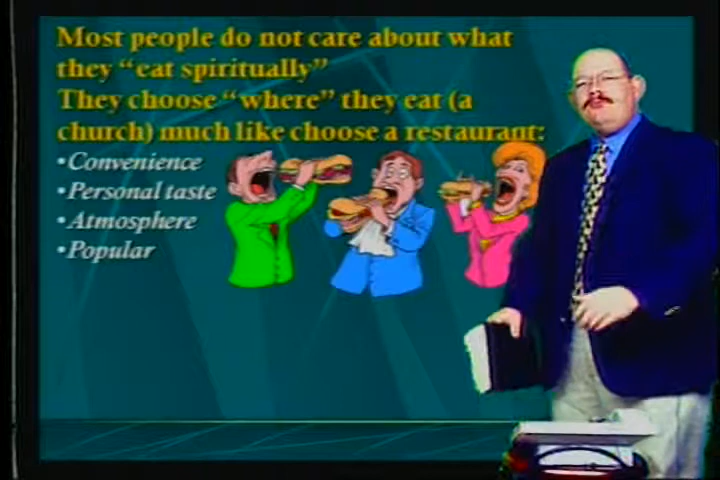 Most people do not care about what
they “eat spiritually”
They choose “where” they eat (a
church) much like choose a restaurant:
•Convenience
•Personal taste
•Atmosphere
•Popular